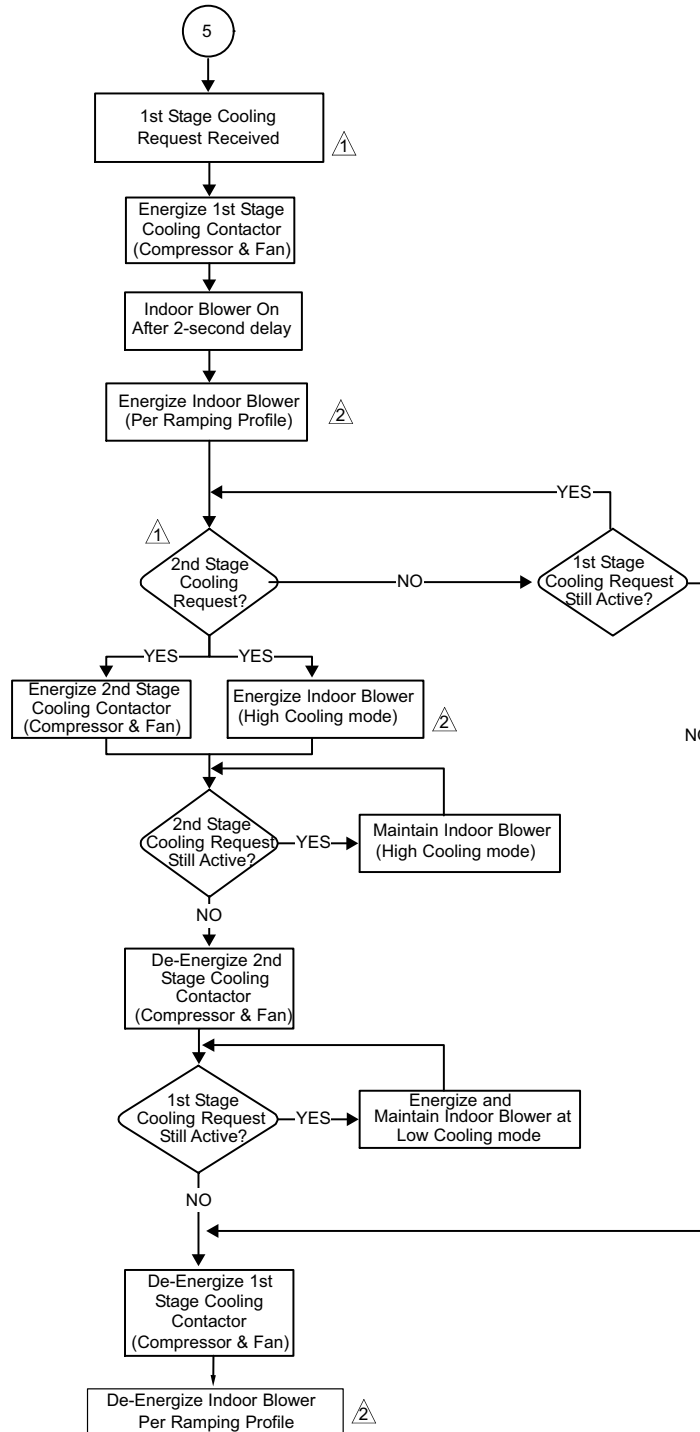 5
1st Stage Cooling
Request Received
1
Energize 1st Stage
Cooling Contactor
(Compressor & Fan)
Indoor Blower On
After 2-second delay
Energize Indoor Blower
(Per Ramping Profile)
2
YES
1
2nd Stage
Cooling
Request?
NO
1st Stage
Cooling Request
Still Active?
YES
YES
Energize 2nd Stage
Cooling Contactor
(Compressor & Fan)
Energize Indoor Blower
(High Cooling mode)
2
NO
2nd Stage
Cooling Request
Still Active?
YES
Maintain Indoor Blower
(High Cooling mode)
NO
De-Energize 2nd
Stage Cooling
Contactor
(Compressor & Fan)
1st Stage
Cooling Request
Still Active?
YES
Energize and
Maintain Indoor Blower at
Low Cooling mode
NO
De-Energize 1st
Stage Cooling
Contactor
(Compressor & Fan)
De-Energize Indoor Blower
Per Ramping Profile
2